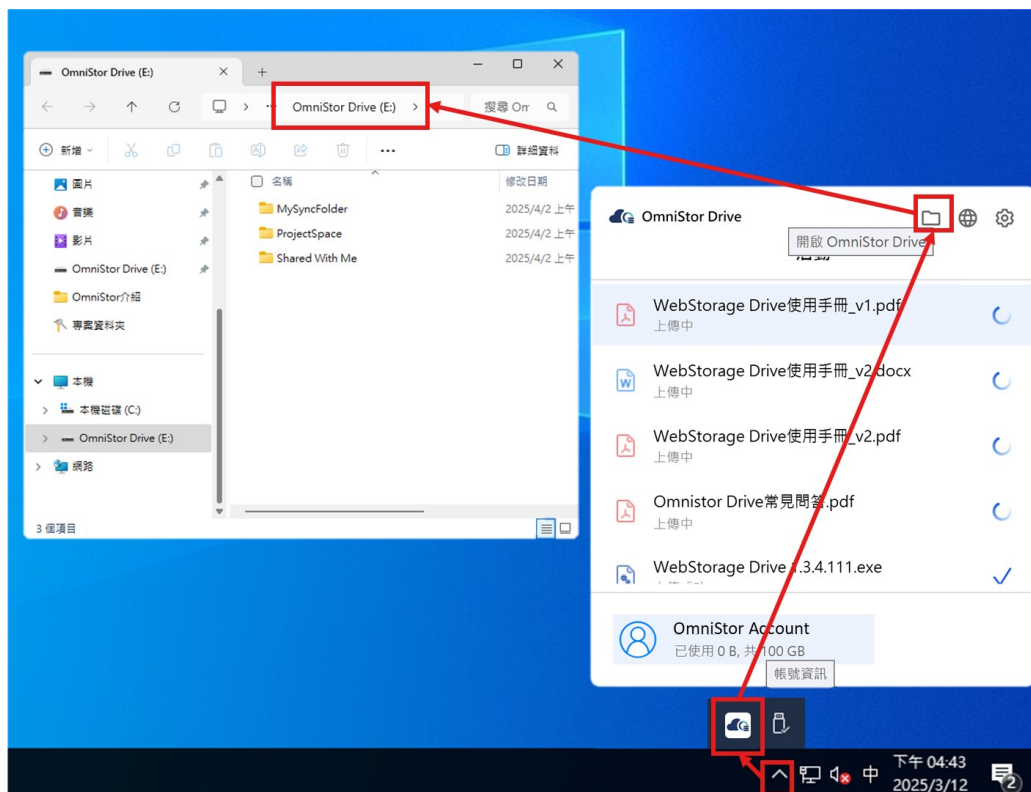 OmniStor Drive (E:)
OmniStor Drive (E:)
搜尋 Om
新增
詳細資料
圖片
音樂
影片
OmniStor Drive (E:)
OmniStor介紹
專案資料夾
本機
本機磁碟 (C:)
OmniStor Drive (E:)
網路
名稱
修改日期
MySyncFolder
2025/4/2 上午
ProjectSpace
2025/4/2 上午
Shared With Me
2025/4/2 上午
3 個項目
OmniStor Drive
開啟 OmniStor Drive
WebStorage Drive使用手冊_v1.pdf
上傳中
WebStorage Drive使用手冊_v2.docx
上傳中
WebStorage Drive使用手冊_v2.pdf
上傳中
Omnistor Drive常見問答.pdf
上傳中
WebStorage Drive 1.3.4.111.exe
OmniStor Account
已使用 0 B, 共 100 GB
帳號資訊
中
下午 04:43
2025/3/12
2